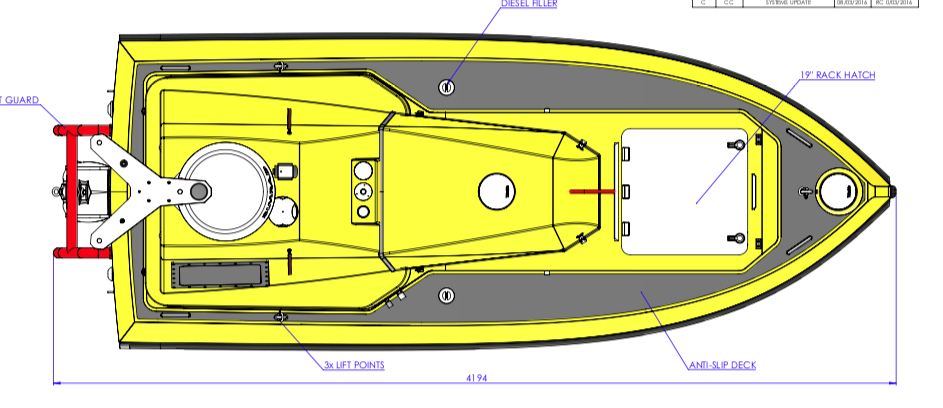 DIESEL FILLER
C CC SYSTEMS UPDATE 08/03/2016
19" RACK HATCH
T GUARD
3x LIFT POINTS
ANTI-SLIP DECK
4194